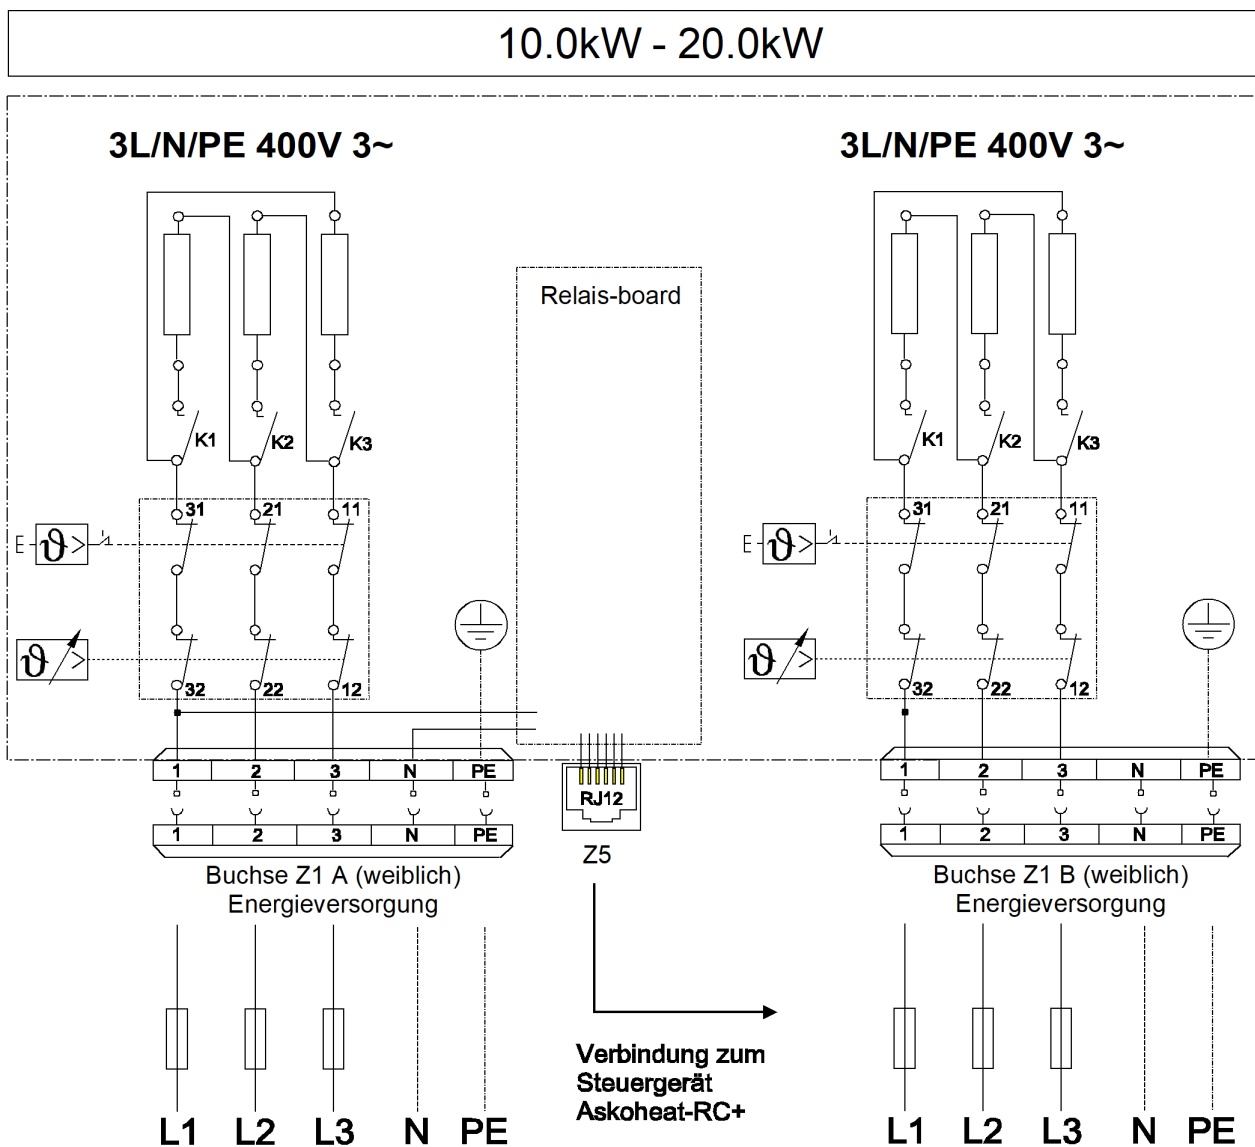 10.0kW - 20.0kW
3L/N/PE 400V 3~
3L/N/PE 400V 3~
Relais-board
K1 K2 K3
K1 K2 K3
31 21 11
31 21 11
ϑ >
ϑ >
ϑ >
ϑ >
32 22 12
32 22 12
1 2 3 N PE
1 2 3 N PE
RJ12
1 2 3 N PE
1 2 3 N PE
Z5
Buchse Z1 A (weiblich)
Energieversorgung
Buchse Z1 B (weiblich)
Energieversorgung
Verbindung zum
Steuergerät
Askoheat-RC+
L1 L2 L3 N PE
L1 L2 L3 N PE